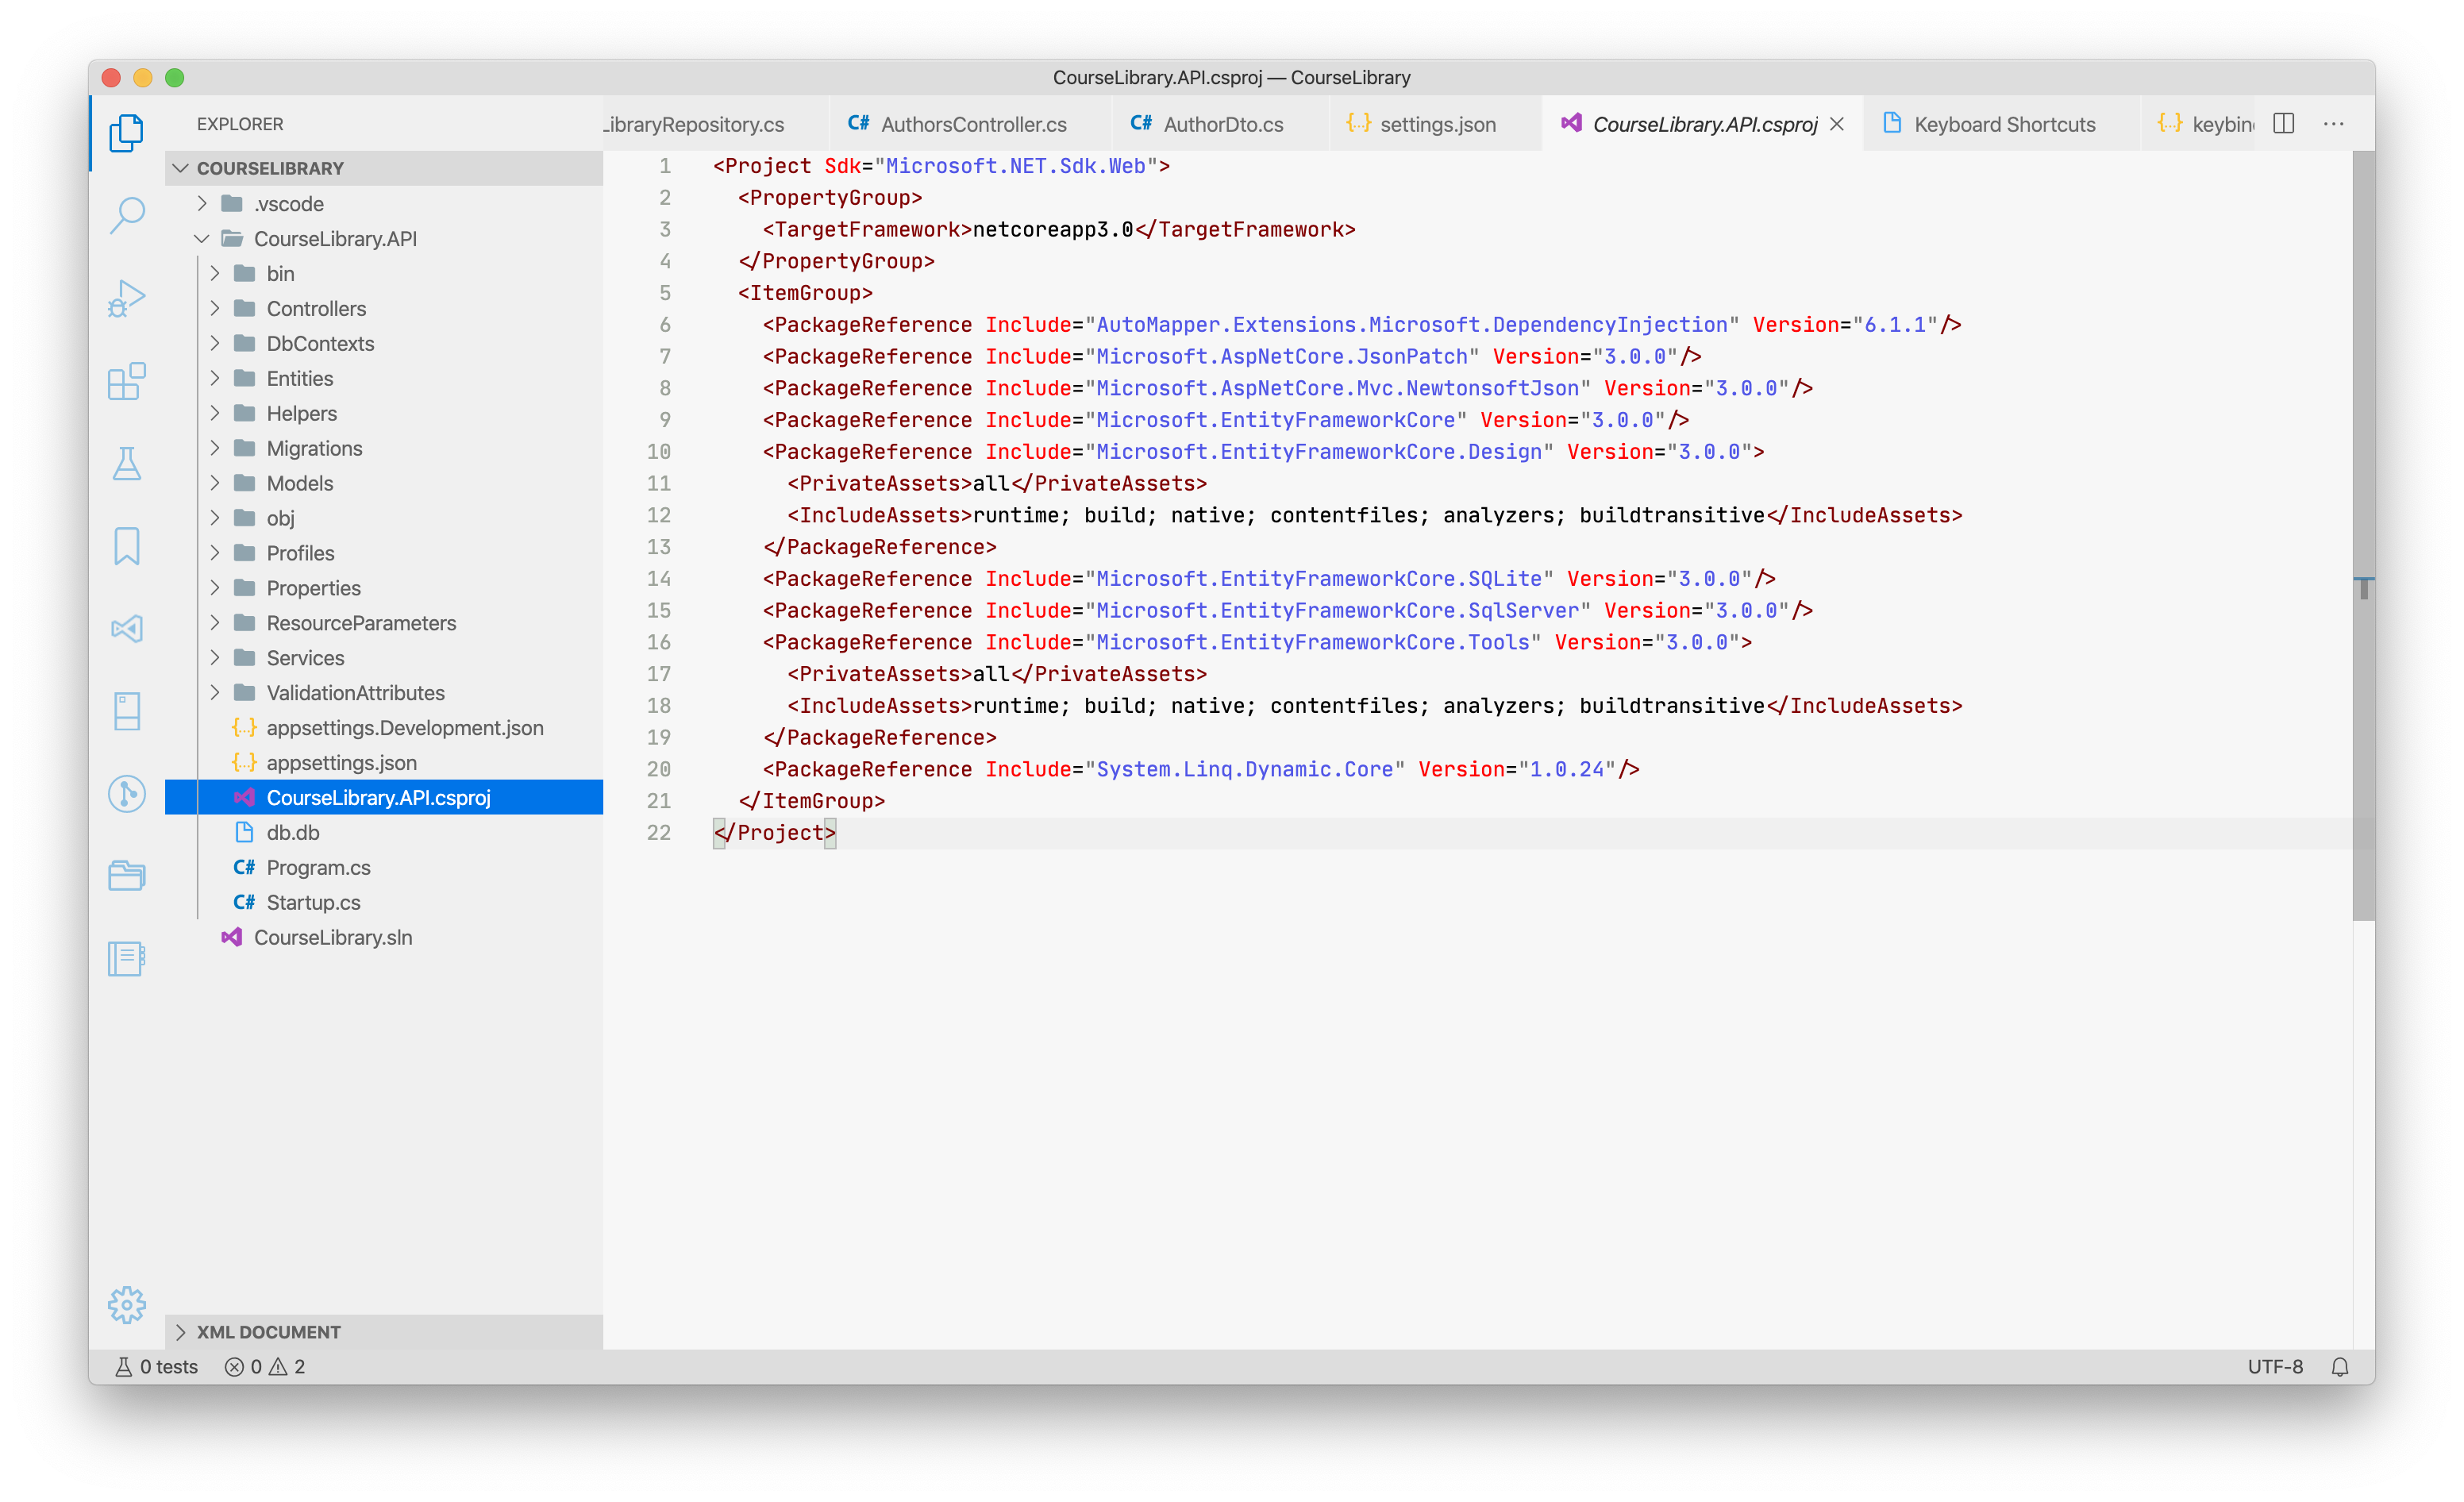 CourseLibrary.API.csproj — CourseLibrary
EXPLORER
COURSELIBRARY
.vscode
CourseLibrary.API
bin
Controllers
DbContexts
Entities
Helpers
Migrations
Models
obj
Profiles
Properties
ResourceParameters
Services
ValidationAttributes
{..} appsettings.Development.json
{..} appsettings.json
CourseLibrary.API.csproj
db.db
C# Program.cs
C# Startup.cs
CourseLibrary.sln
XML DOCUMENT
LibraryRepository.cs C# AuthorsController.cs C# AuthorDto.cs {..} settings.json CourseLibrary.API.csproj Keyboard Shortcuts {..} keybin
1 <Project Sdk="Microsoft.NET.Sdk.Web">
2 <PropertyGroup>
3 <TargetFramework>netcoreapp3.0</TargetFramework>
4 </PropertyGroup>
5 <ItemGroup>
6 <PackageReference Include="AutoMapper.Extensions.Microsoft.DependencyInjection" Version="6.1.1"/>
7 <PackageReference Include="Microsoft.AspNetCore.JsonPatch" Version="3.0.0"/>
8 <PackageReference Include="Microsoft.AspNetCore.Mvc.NewtonsoftJson" Version="3.0.0"/>
9 <PackageReference Include="Microsoft.EntityFrameworkCore" Version="3.0.0"/>
10 <PackageReference Include="Microsoft.EntityFrameworkCore.Design" Version="3.0.0">
11 <PrivateAssets>all</PrivateAssets>
12 <IncludeAssets>runtime; build; native; contentfiles; analyzers; buildtransitive</IncludeAssets>
13 </PackageReference>
14 <PackageReference Include="Microsoft.EntityFrameworkCore.SQLite" Version="3.0.0"/>
15 <PackageReference Include="Microsoft.EntityFrameworkCore.SqlServer" Version="3.0.0"/>
16 <PackageReference Include="Microsoft.EntityFrameworkCore.Tools" Version="3.0.0">
17 <PrivateAssets>all</PrivateAssets>
18 <IncludeAssets>runtime; build; native; contentfiles; analyzers; buildtransitive</IncludeAssets>
19 </PackageReference>
20 <PackageReference Include="System.Linq.Dynamic.Core" Version="1.0.24"/>
21 </ItemGroup>
22 </Project>
0 tests 0 2 UTF-8